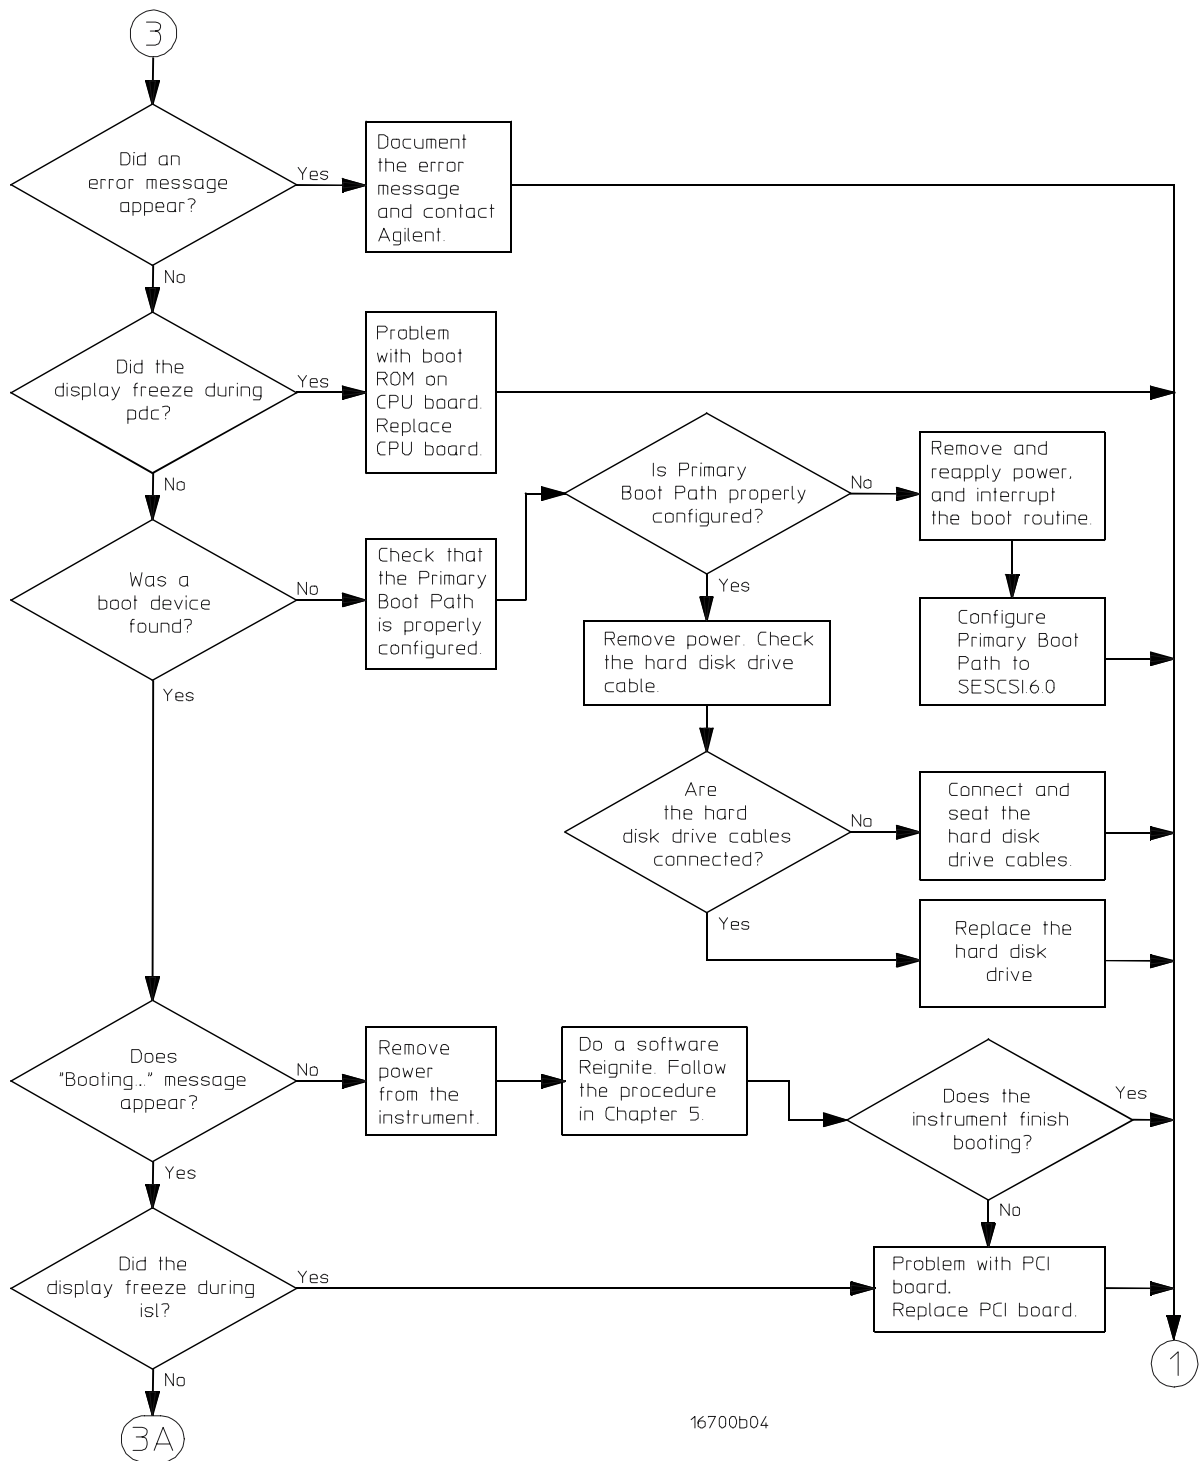 3
Did an
error message
appear?
Yes
Document
the error
message
and contact
Agilent.
No
Did the
display freeze during
pdc?
Yes
Problem
with boot
ROM on
CPU board.
Replace
CPU board.
No
Was a
boot device
found?
No
Check that
the Primary
Boot Path
is properly
configured.
Is Primary
Boot Path properly
configured?
No
Remove and
reapply power,
and interrupt
the boot routine.
Configure
Primary Boot
Path to
SESCSI.6.0
Yes
Remove power. Check
the hard disk drive
cable.
Are
the hard
disk drive cables
connected?
No
Connect and
seat the
hard disk
drive cables.
Yes
Replace the
hard disk
drive
Yes
Does
"Booting..." message
appear?
No
Remove
power
from the
instrument.
Do a software
Reignite. Follow
the procedure
in Chapter 5.
Does the
instrument finish
booting?
Yes
No
Problem with PCI
board.
Replace PCI board.
Yes
Did the
display freeze during
isl?
Yes
No
3A
1
16700b04